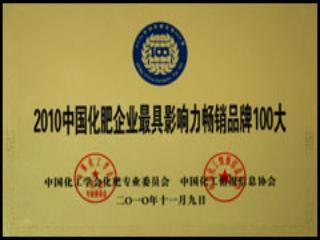 100
2010中国化肥企业最具影响力畅销品牌100大
中国化工学会化肥专业委员会 中国化工情报信息协会
二〇一〇年十一月九日